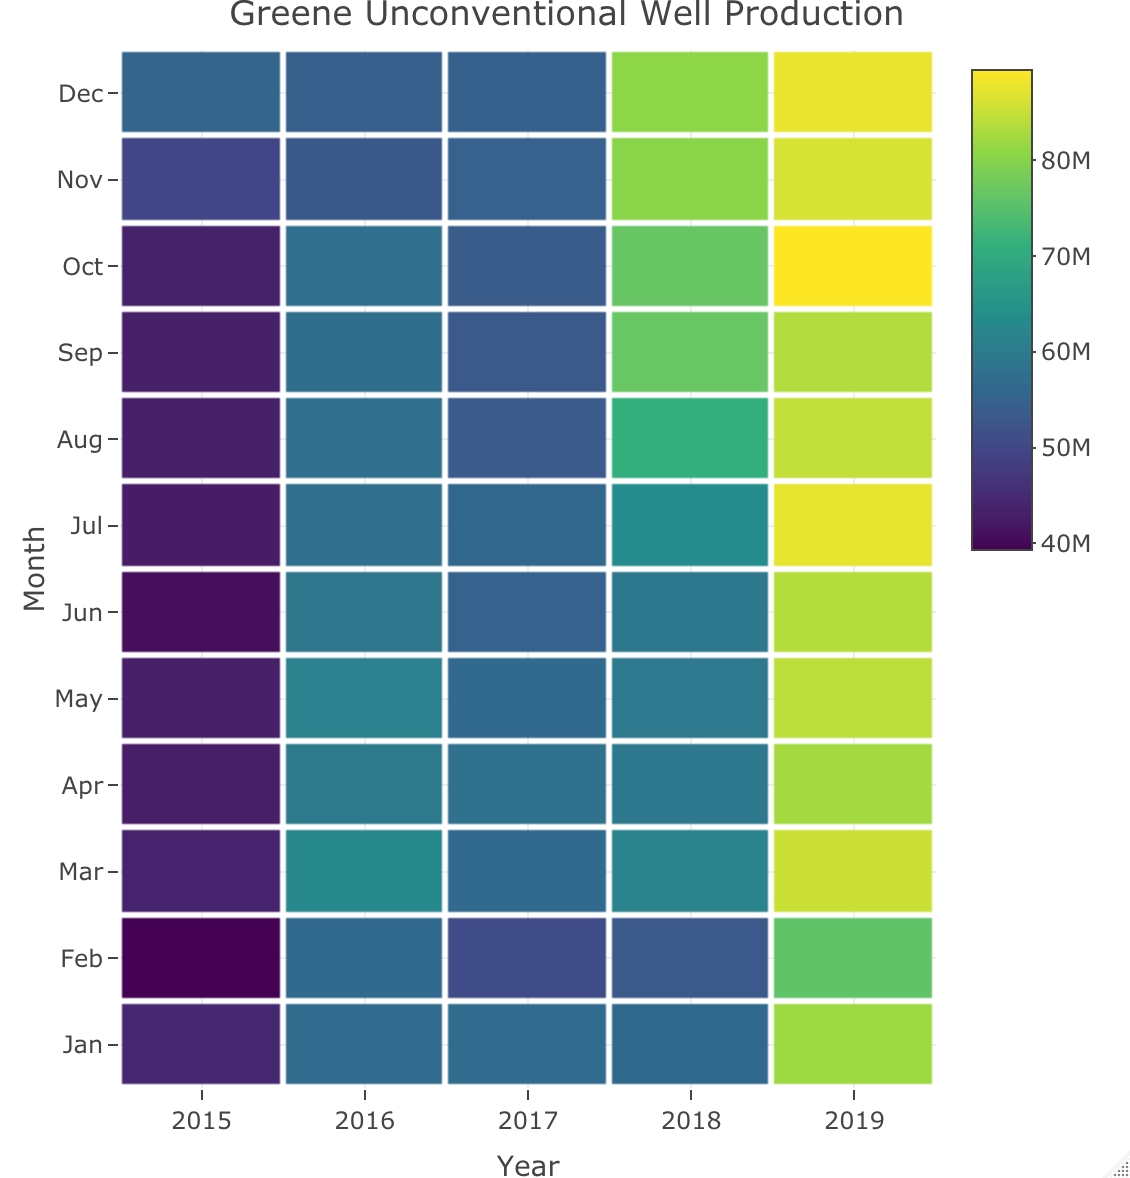 Greene Unconventional Well Production
Dec
Nov
Oct
Sep
Aug
Jul
Jun
May
Apr
Mar
Feb
Jan
Month
2015 2016 2017 2018 2019
Year
80M
70M
60M
50M
40M